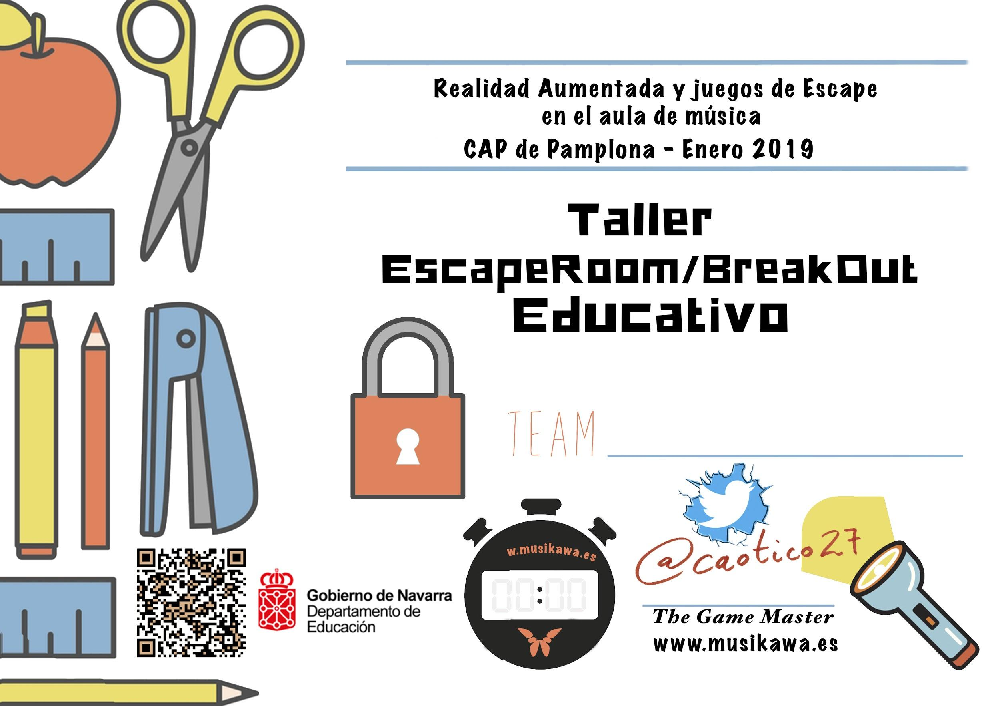 Realidad Aumentada y juegos de Escape
en el aula de música
CAP de Pamplona - Enero 2019
Taller
EscapeRoom/BreakOut
Educativo
TEAM
@caotico27
w.musikawa.es
00:00
Gobierno de Navarra
Departamento de
Educación
The Game Master
www.musikawa.es